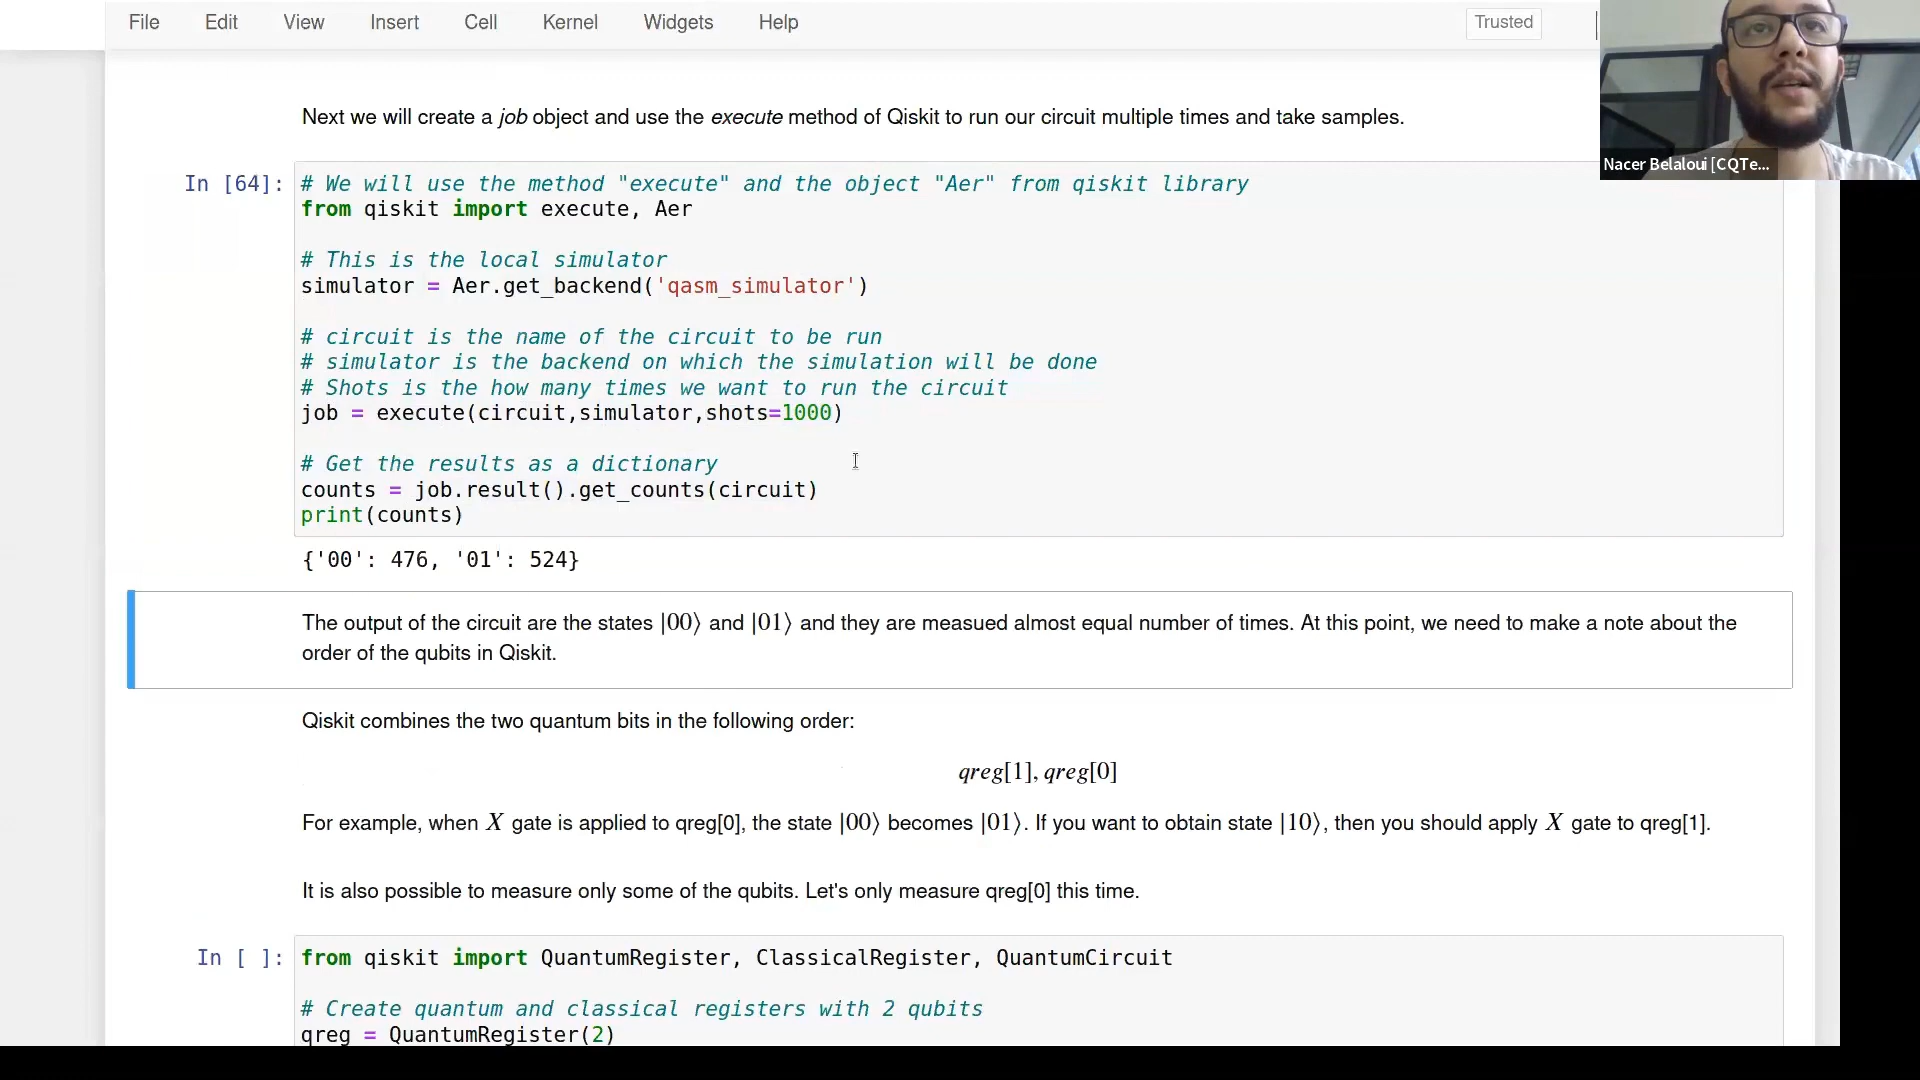 File Edit View Insert Cell Kernel Widgets Help Trusted
Nacer Belaloui [CQTe...
Next we will create a job object and use the execute method of Qiskit to run our circuit multiple times and take samples.
In [64]:
# We will use the method "execute" and the object "Aer" from qiskit library
from qiskit import execute, Aer
# This is the local simulator
simulator = Aer.get_backend('qasm_simulator')
# circuit is the name of the circuit to be run
# simulator is the backend on which the simulation will be done
# Shots is the how many times we want to run the circuit
job = execute(circuit,simulator,shots=1000)
# Get the results as a dictionary
counts = job.result().get_counts(circuit)
print(counts)
{'00': 476, '01': 524}
The output of the circuit are the states |00⟩ and |01⟩ and they are measued almost equal number of times. At this point, we need to make a note about the
order of the qubits in Qiskit.
Qiskit combines the two quantum bits in the following order:
qreg[1], qreg[0]
For example, when X gate is applied to qreg[0], the state |00⟩ becomes |01⟩. If you want to obtain state |10⟩, then you should apply X gate to qreg[1].
It is also possible to measure only some of the qubits. Let's only measure qreg[0] this time.
In [ ]:
from qiskit import QuantumRegister, ClassicalRegister, QuantumCircuit
# Create quantum and classical registers with 2 qubits
qreg = QuantumRegister(2)